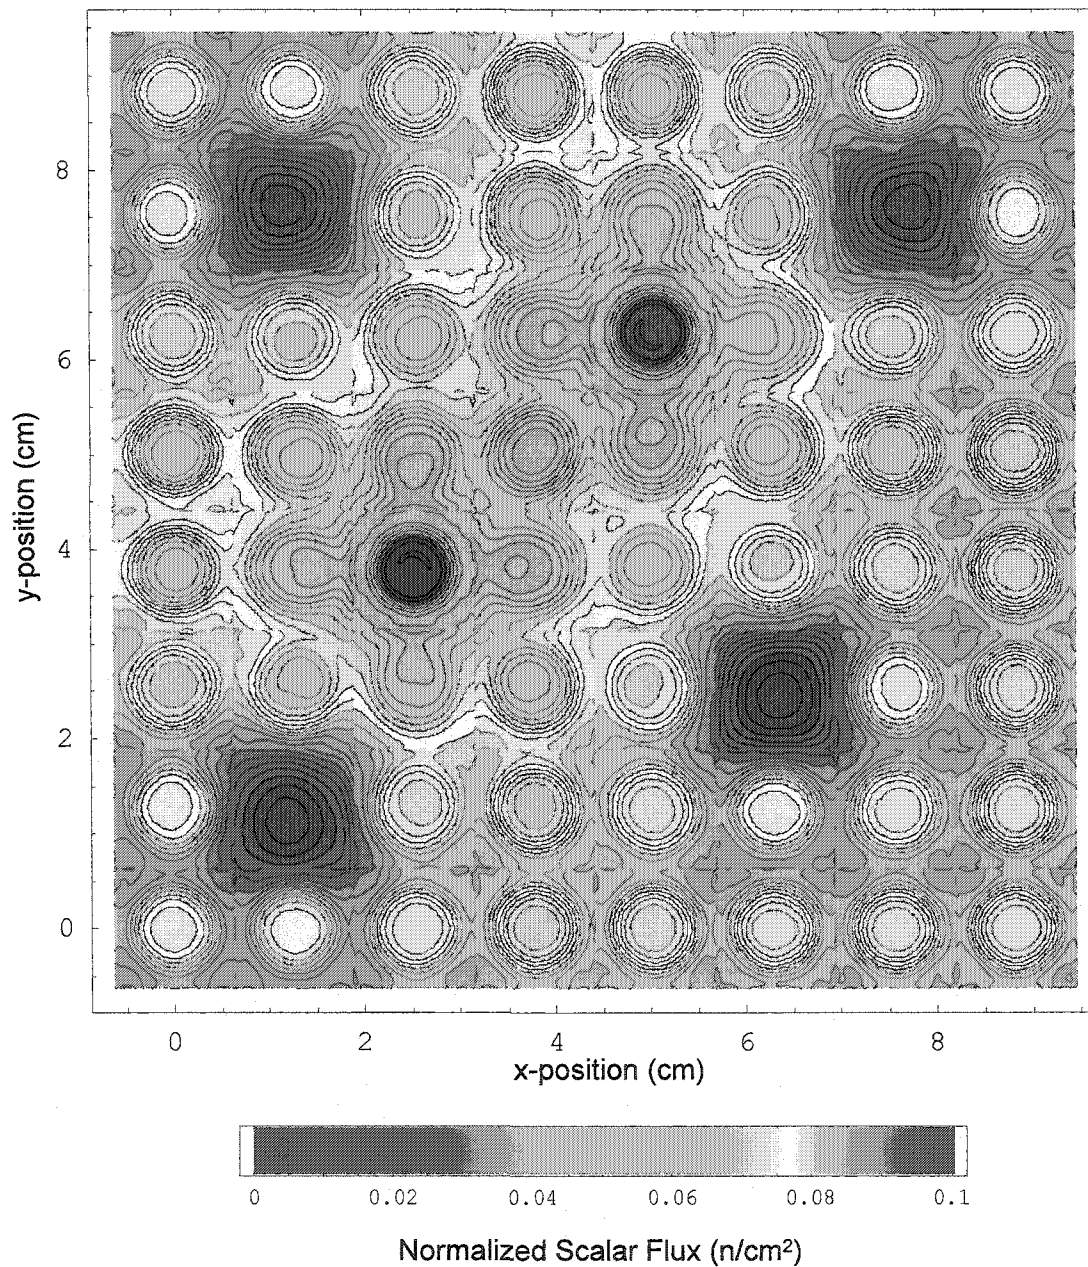 8
6
4
2
0
y-position (cm)
0 2 4 6 8
x-position (cm)
0 0.02 0.04 0.06 0.08 0.1
Normalized Scalar Flux (n/cm²)